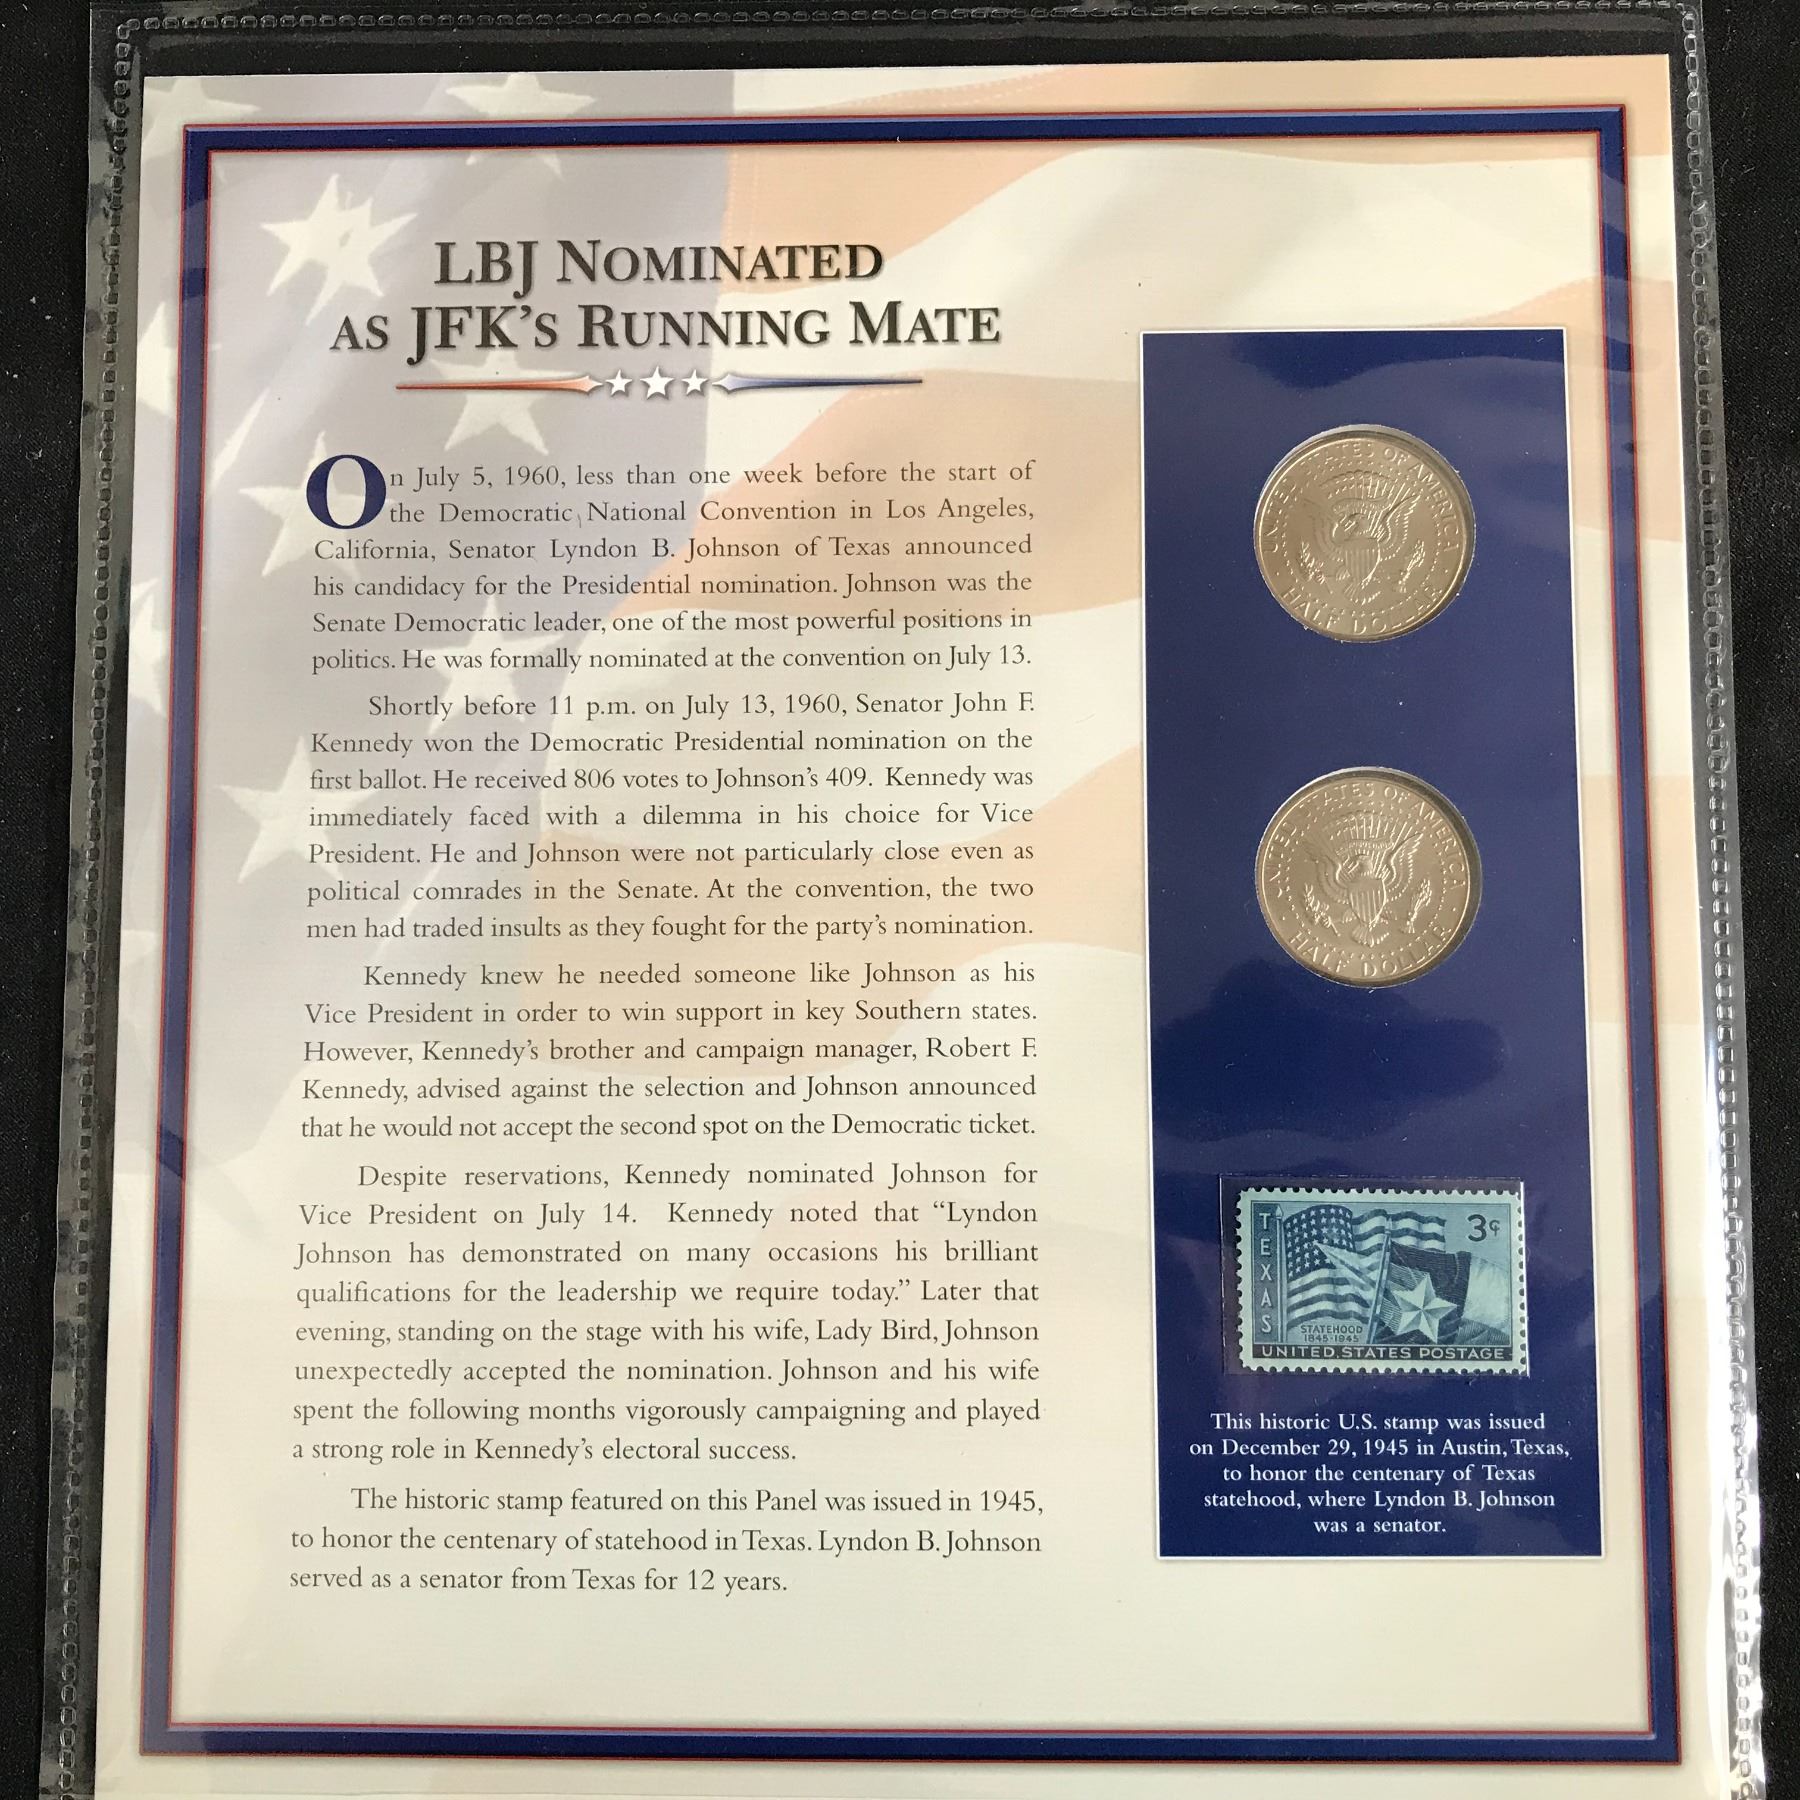 LBJ NOMINATED
AS JFK'S RUNNING MATE
On July 5, 1960, less than one week before the start of
the Democratic National Convention in Los Angeles,
California, Senator Lyndon B. Johnson of Texas announced
his candidacy for the Presidential nomination. Johnson was the
Senate Democratic leader, one of the most powerful positions in
politics. He was formally nominated at the convention on July 13.
Shortly before 11 p.m. on July 13, 1960, Senator John F.
Kennedy won the Democratic Presidential nomination on the
first ballot. He received 806 votes to Johnson's 409. Kennedy was
immediately faced with a dilemma in his choice for Vice
President. He and Johnson were not particularly close even as
political comrades in the Senate. At the convention, the two
men had traded insults as they fought for the party's nomination.
Kennedy knew he needed someone like Johnson as his
Vice President in order to win support in key Southern states.
However, Kennedy's brother and campaign manager, Robert F.
Kennedy, advised against the selection and Johnson announced
that he would not accept the second spot on the Democratic ticket.
Despite reservations, Kennedy nominated Johnson for
Vice President on July 14. Kennedy noted that “Lyndon
Johnson has demonstrated on many occasions his brilliant
qualifications for the leadership we require today.” Later that
evening, standing on the stage with his wife, Lady Bird, Johnson
unexpectedly accepted the nomination. Johnson and his wife
spent the following months vigorously campaigning and played
a strong role in Kennedy's electoral success.
The historic stamp featured on this Panel was issued in 1945,
to honor the centenary of statehood in Texas. Lyndon B. Johnson
served as a senator from Texas for 12 years.
UNITED STATES OF AMERICA
HALF DOLLAR
UNITED STATES OF AMERICA
HALF DOLLAR
TEXAS
3¢
STATEHOOD
1845-1945
UNITED STATES POSTAGE
This historic U.S. stamp was issued
on December 29, 1945 in Austin, Texas,
to honor the centenary of Texas
statehood, where Lyndon B. Johnson
was a senator.